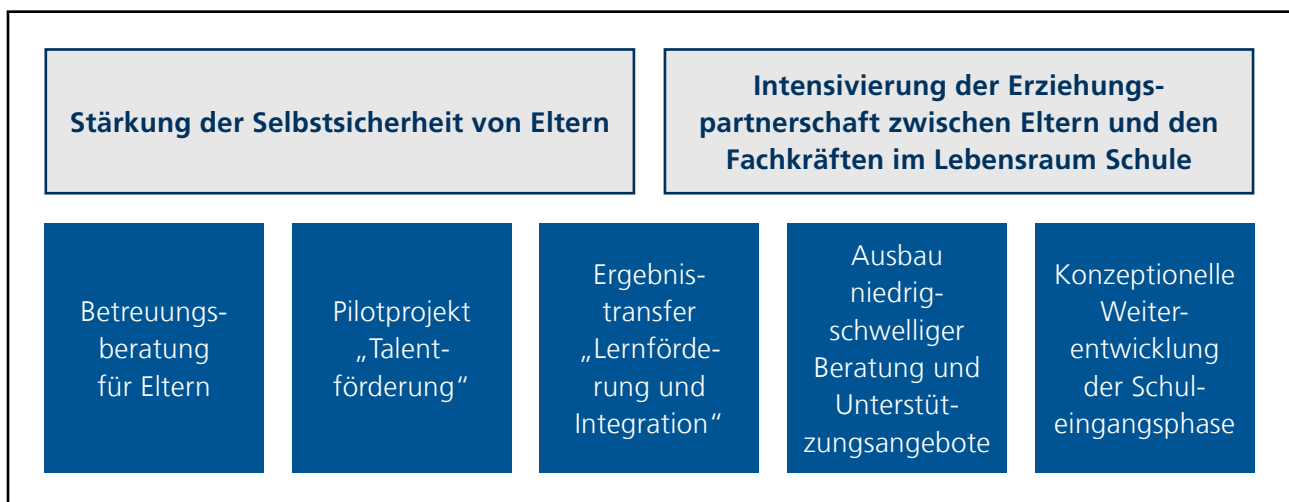 Stärkung der Selbstsicherheit von Eltern
Intensivierung der Erziehungs-
partnerschaft zwischen Eltern und den
Fachkräften im Lebensraum Schule
Betreuungs-
beratung
für Eltern
Pilotprojekt
„Talent-
förderung“
Ergebnis-
transfer
„Lernförde-
rung und
Integration“
Ausbau
niedrig-
schwelliger
Beratung und
Unterstüt-
zungsangebote
Konzeptionelle
Weiter-
entwicklung
der Schul-
eingangsphase